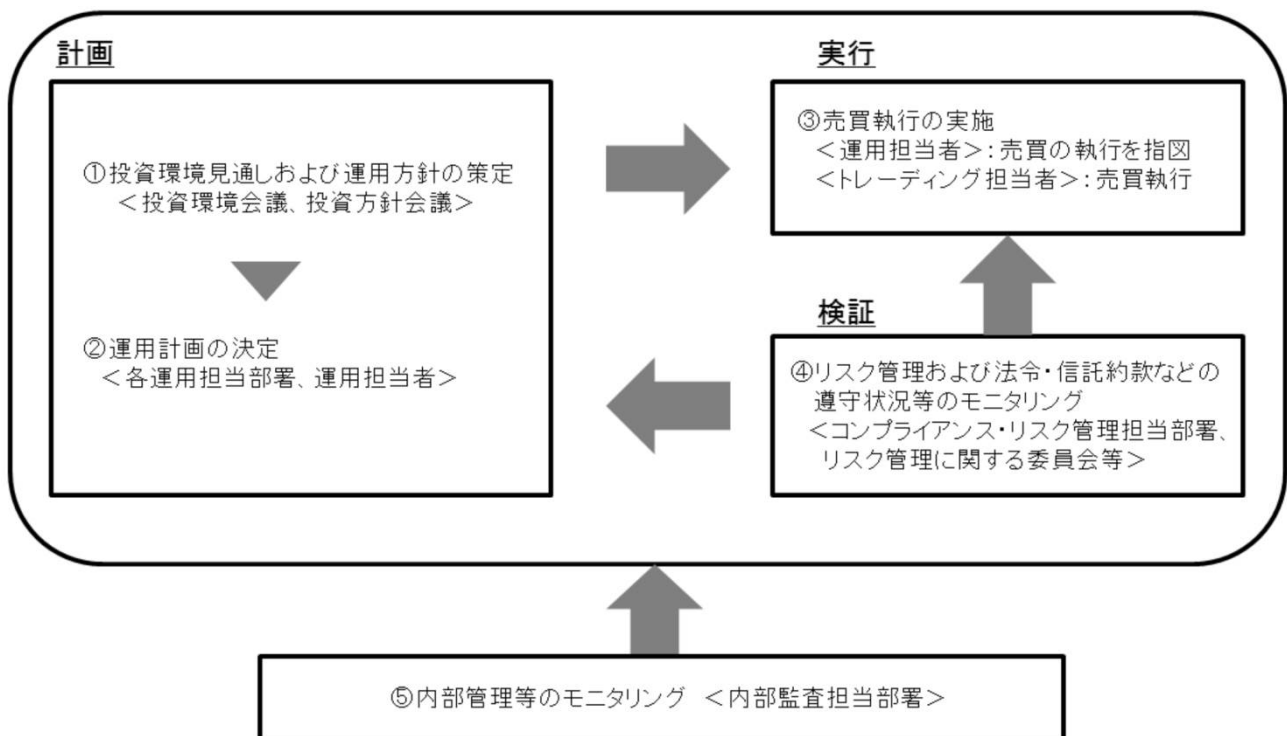 計画
①投資環境見通しおよび運用方針の策定
＜投資環境会議、投資方針会議＞
②運用計画の決定
＜各運用担当部署、運用担当者＞
実行
③売買執行の実施
＜運用担当者＞：売買の執行を指図
＜トレーディング担当者＞：売買執行
検証
④リスク管理および法令・信託約款などの
遵守状況等のモニタリング
＜コンプライアンス・リスク管理担当部署、
リスク管理に関する委員会等＞
⑤内部管理等のモニタリング ＜内部監査担当部署＞